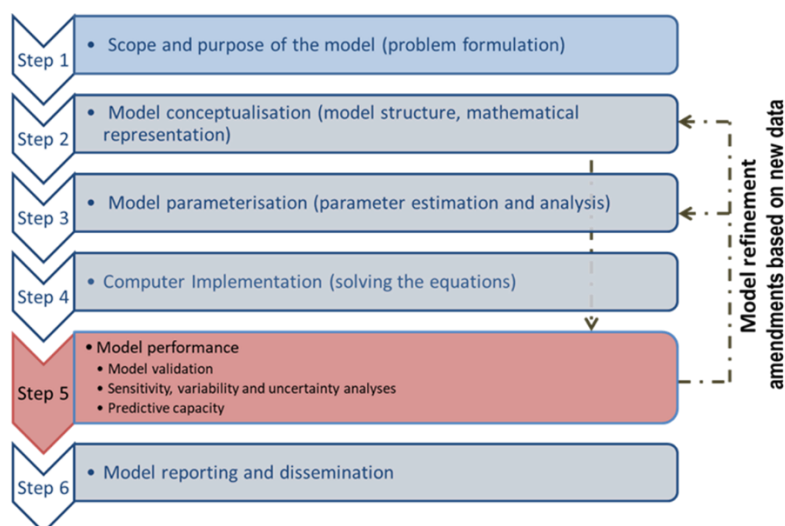 Step 1
• Scope and purpose of the model (problem formulation)
Step 2
• Model conceptualisation (model structure, mathematical
representation)
Step 3
• Model parameterisation (parameter estimation and analysis)
Step 4
• Computer Implementation (solving the equations)
Step 5
• Model performance
• Model validation
• Sensitivity, variability and uncertainty analyses
• Predictive capacity
Step 6
• Model reporting and dissemination
Model refinement
amendments based on new data